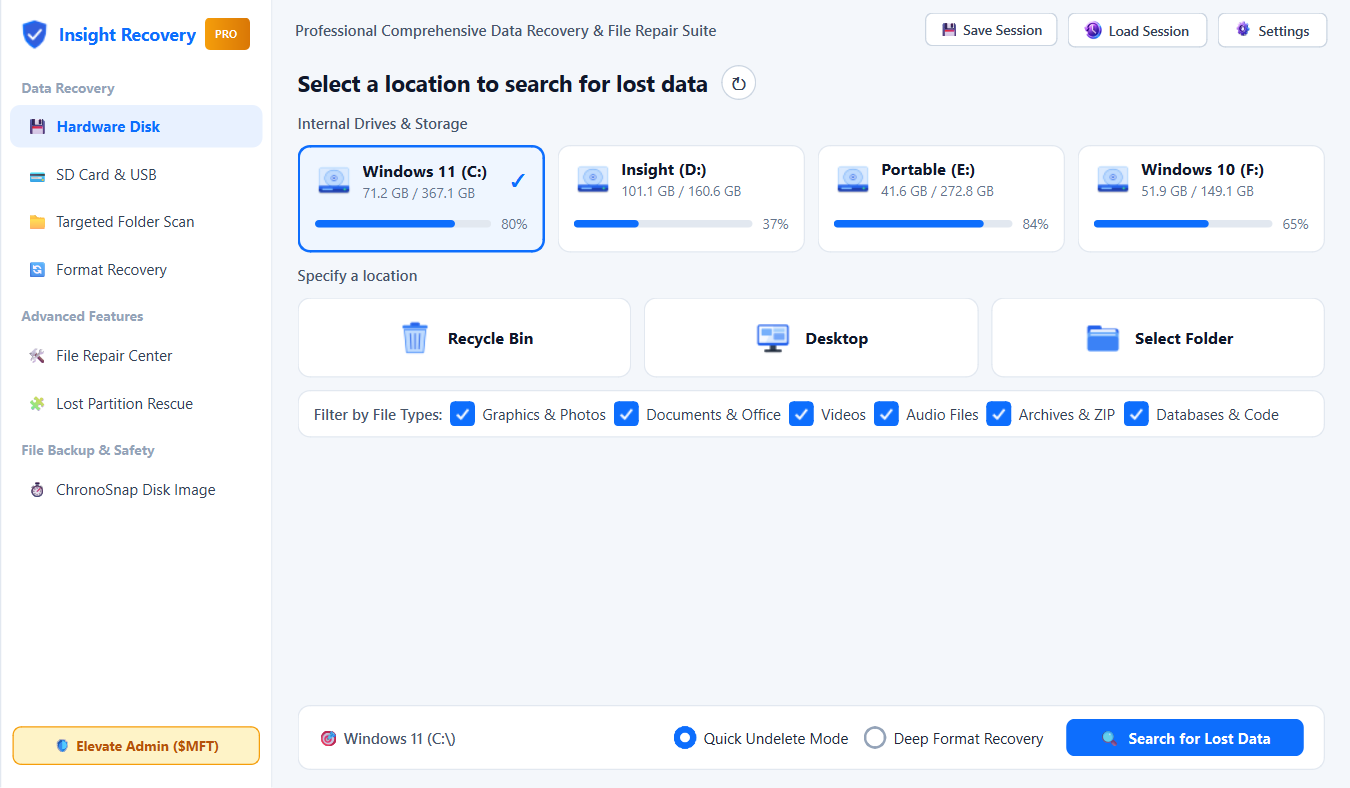 Insight Recovery PRO
Data Recovery
Hardware Disk
SD Card & USB
Targeted Folder Scan
Format Recovery
Advanced Features
File Repair Center
Lost Partition Rescue
File Backup & Safety
ChronoSnap Disk Image
Elevate Admin ($MFT)
Professional Comprehensive Data Recovery & File Repair Suite
Save Session
Load Session
Settings
Select a location to search for lost data
Internal Drives & Storage
Windows 11 (C:)
71.2 GB / 367.1 GB
80%
Insight (D:)
101.1 GB / 160.6 GB
37%
Portable (E:)
41.6 GB / 272.8 GB
84%
Windows 10 (F:)
51.9 GB / 149.1 GB
65%
Specify a location
Recycle Bin
Desktop
Select Folder
Filter by File Types: Graphics & Photos Documents & Office Videos Audio Files Archives & ZIP Databases & Code
Windows 11 (C:\)
Quick Undelete Mode
Deep Format Recovery
Search for Lost Data